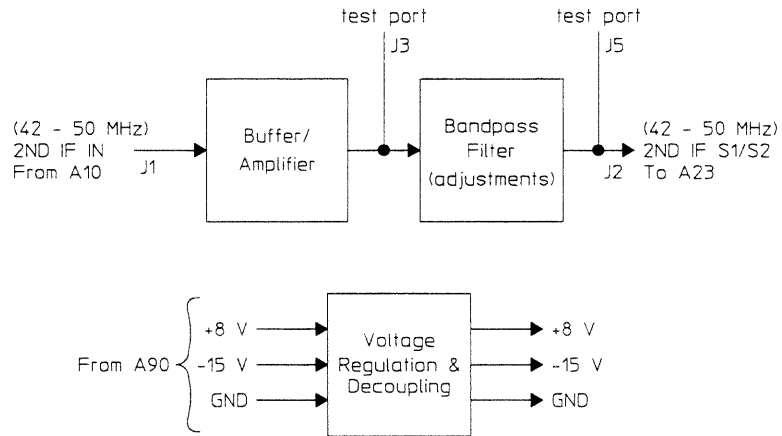 test port
J3
test port
J5
(42 - 50 MHz)
2ND IF IN
From A10
J1
Buffer/
Amplifier
Bandpass
Filter
(adjustments)
(42 - 50 MHz)
2ND IF S1/S2
To A23
J2
From A90
+8 V
-15 V
GND
Voltage
Regulation &
Decoupling
+8 V
-15 V
GND